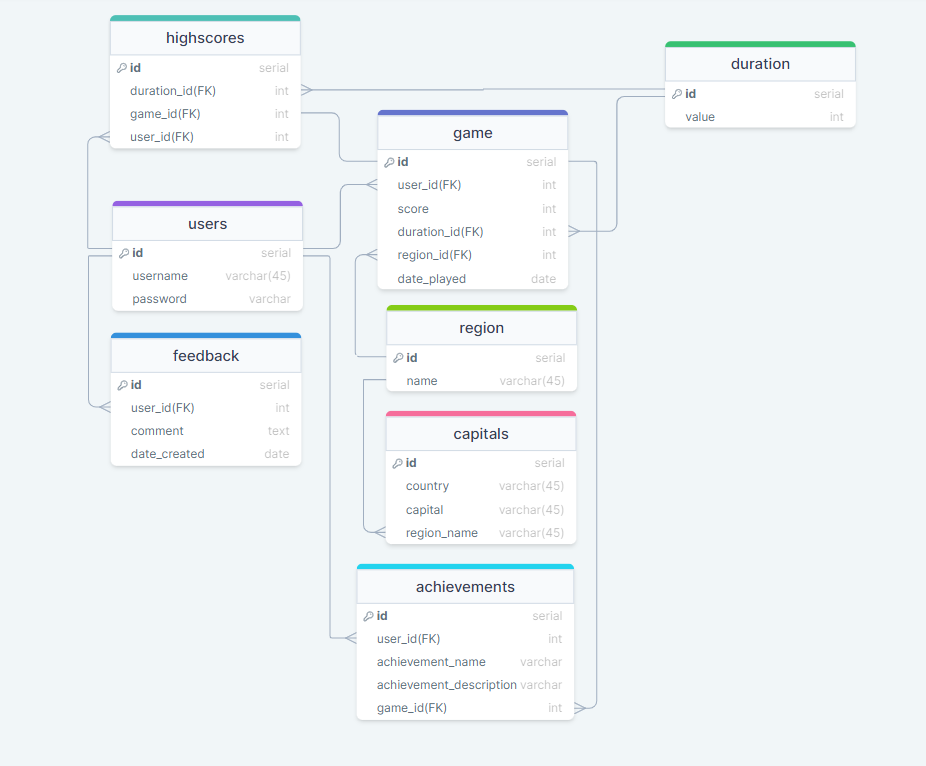 highscores
id serial
duration_id(FK) int
game_id(FK) int
user_id(FK) int
duration
id serial
value int
game
id serial
user_id(FK) int
score int
duration_id(FK) int
region_id(FK) int
date_played date
users
id serial
username varchar(45)
password varchar
region
id serial
name varchar(45)
feedback
id serial
user_id(FK) int
comment text
date_created date
capitals
id serial
country varchar(45)
capital varchar(45)
region_name varchar(45)
achievements
id serial
user_id(FK) int
achievement_name varchar
achievement_description varchar
game_id(FK) int